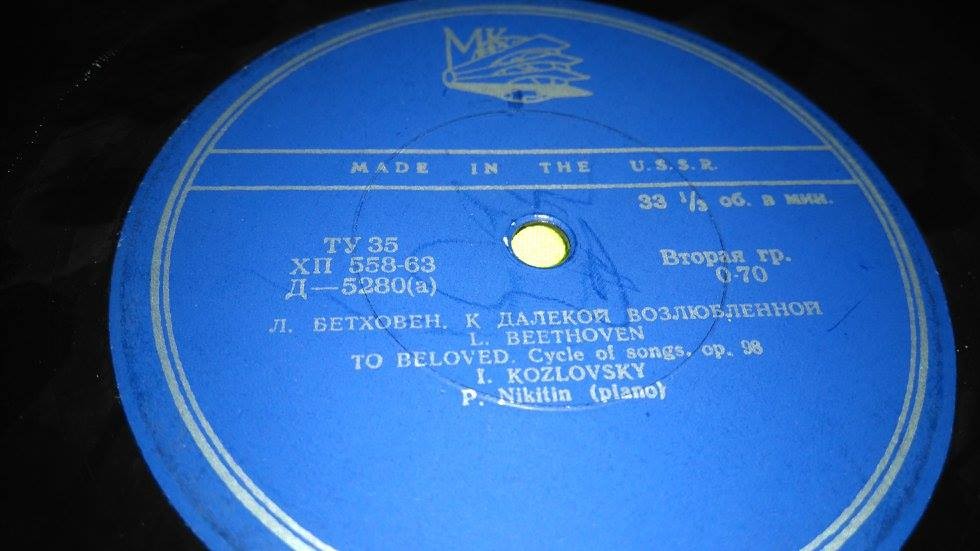 МК
MADE IN THE U.S.S.R.
33 1/3 об. в мин.
ТУ 35
ХП 558-63
Д—5280(а)
Вторая гр.
0-70
Л. БЕТХОВЕН. К ДАЛЕКОЙ ВОЗЛЮБЛЕННОЙ
L. BEETHOVEN
TO BELOVED. Cycle of songs, op. 98
I. KOZLOVSKY
P. Nikitin (piano)